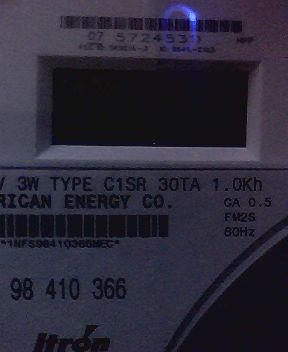 07 5724530
V 3W TYPE C1SR 30TA 1.0Kh
RICAN ENERGY CO. CA 0.5
FM2S
60Hz
*1NFS98410366MEC*
98 410 366
Itron